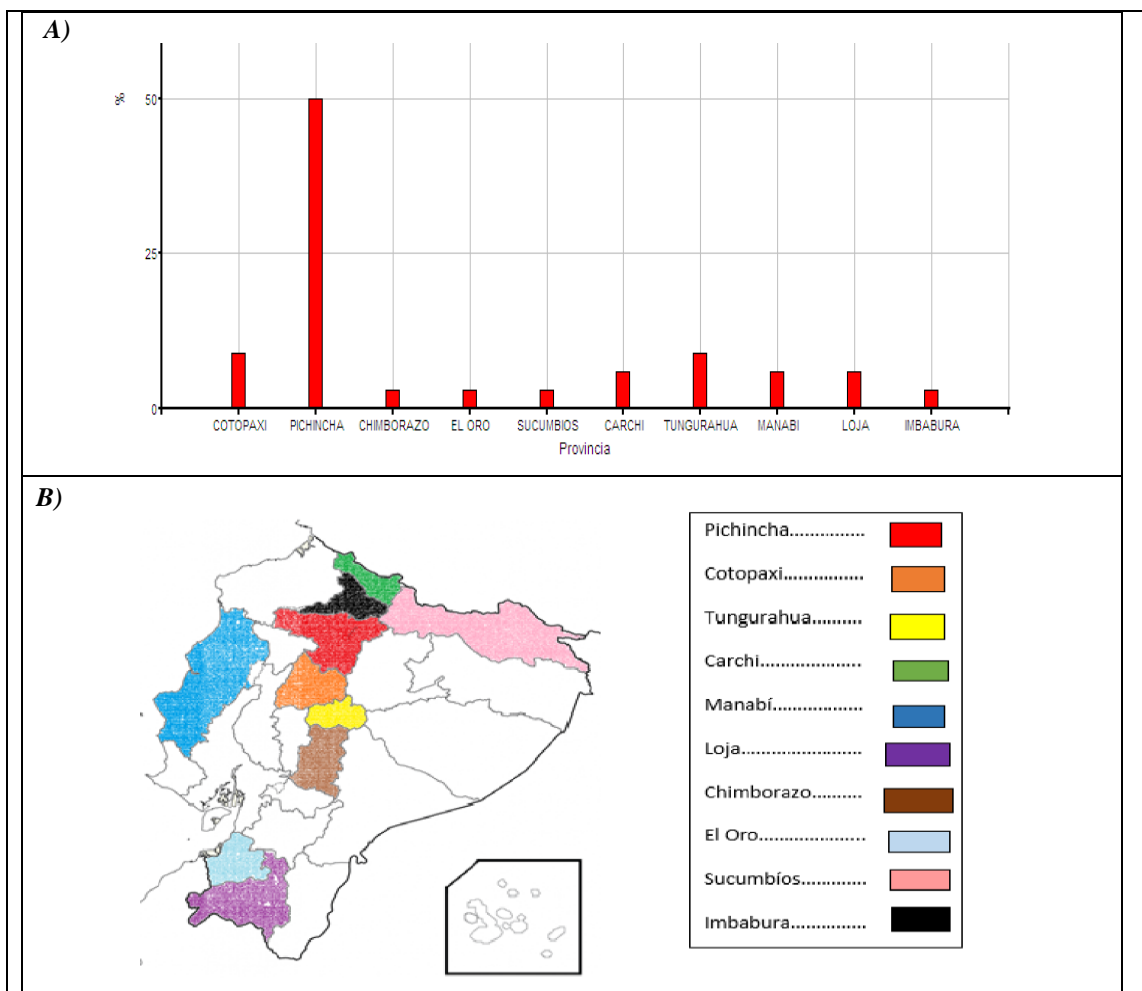 A)
%
50
25
0
COTOPAXI PICHINCHA CHIMBORAZO EL ORO SUCUMBIOS CARCHI TUNGURAHUA MANABI LOJA IMBABURA
Provincia
B)
Pichincha...............
Cotopaxi.................
Tungurahua..........
Carchi.....................
Manabí...................
Loja.........................
Chimborazo..........
El Oro......................
Sucumbíos.............
Imbabura...............